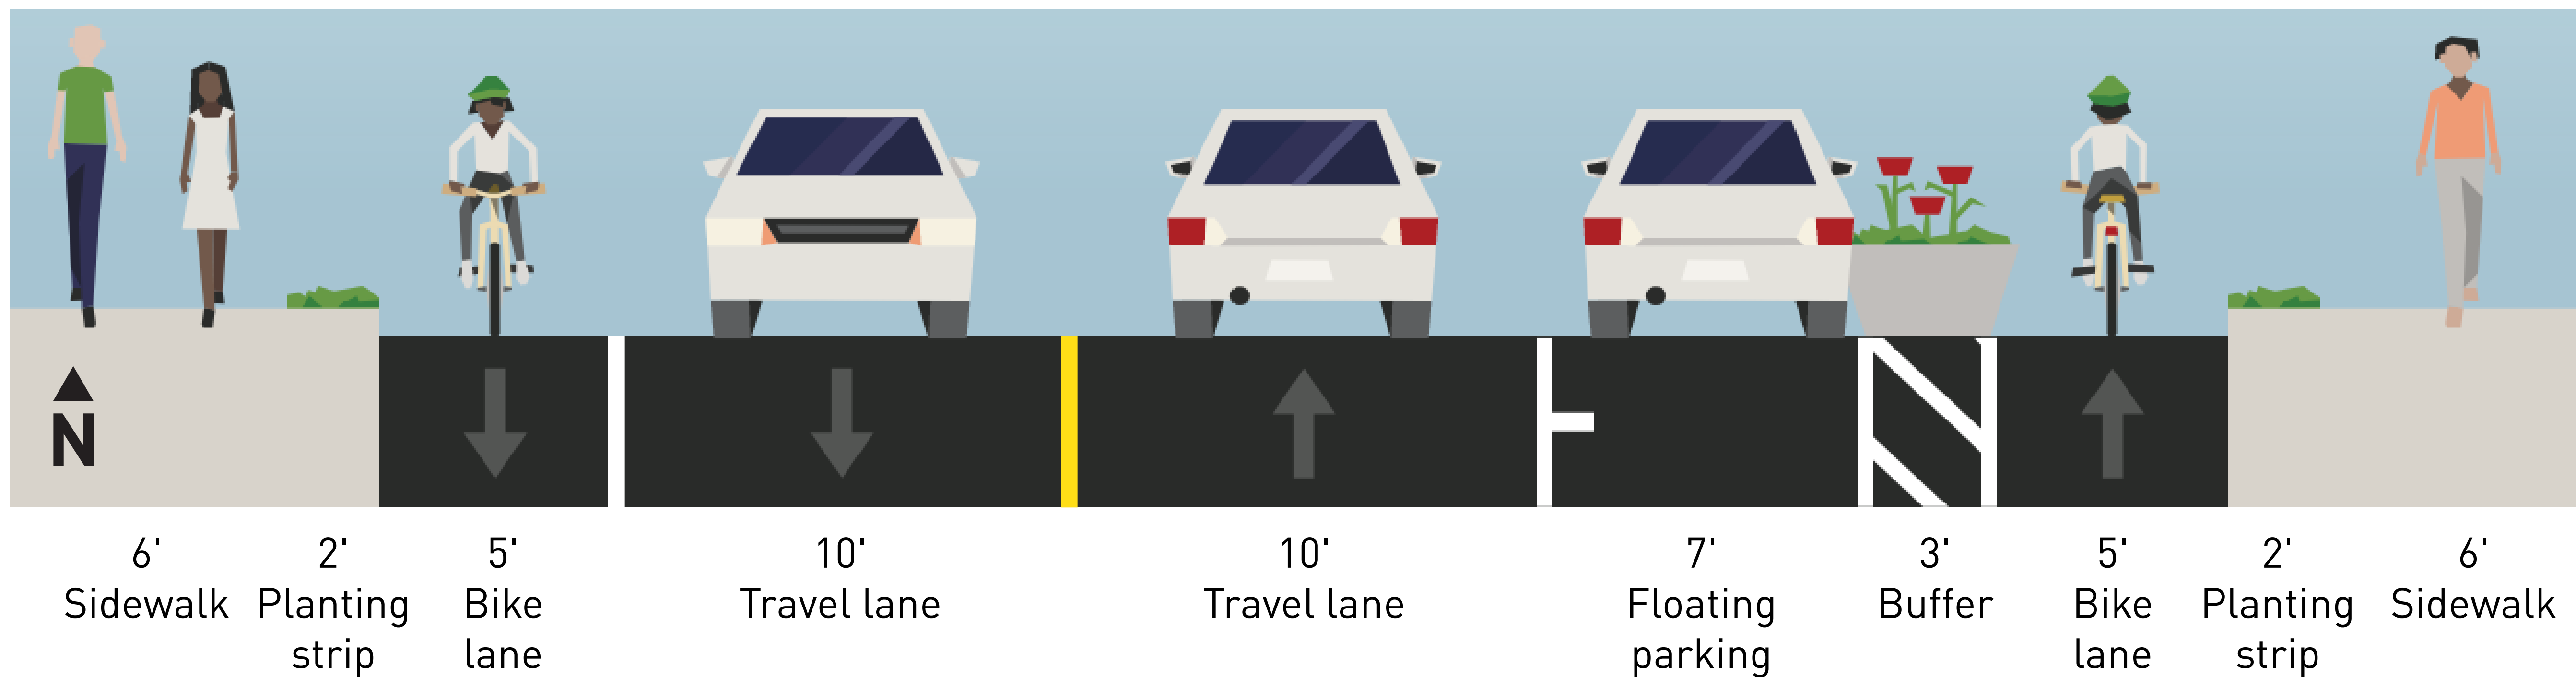 N
6' 2' 5' 10' 10' 7' 3' 5' 2' 6'
Sidewalk Planting Bike Travel lane Travel lane Floating Buffer Bike Planting Sidewalk
strip lane parking lane strip